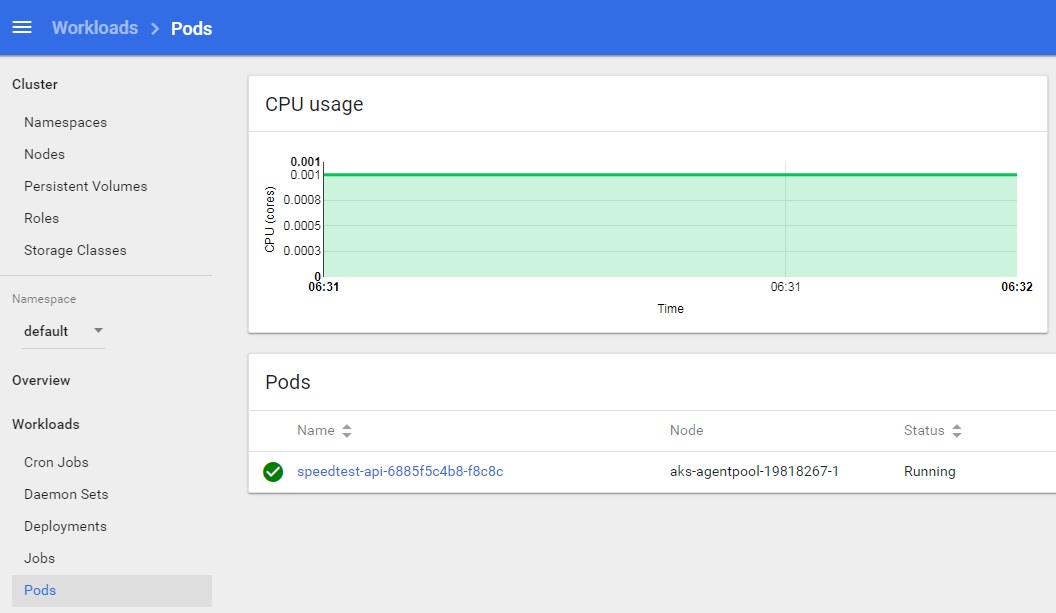 Workloads > Pods
Cluster
Namespaces
Nodes
Persistent Volumes
Roles
Storage Classes
Namespace
default
Overview
Workloads
Cron Jobs
Daemon Sets
Deployments
Jobs
Pods
CPU usage
CPU (cores)
0.001
0.001
0.0008
0.0005
0.0003
0
06:31 06:31 06:32
Time
Pods
Name Node Status
speedtest-api-6885f5c4b8-f8c8c aks-agentpool-19818267-1 Running